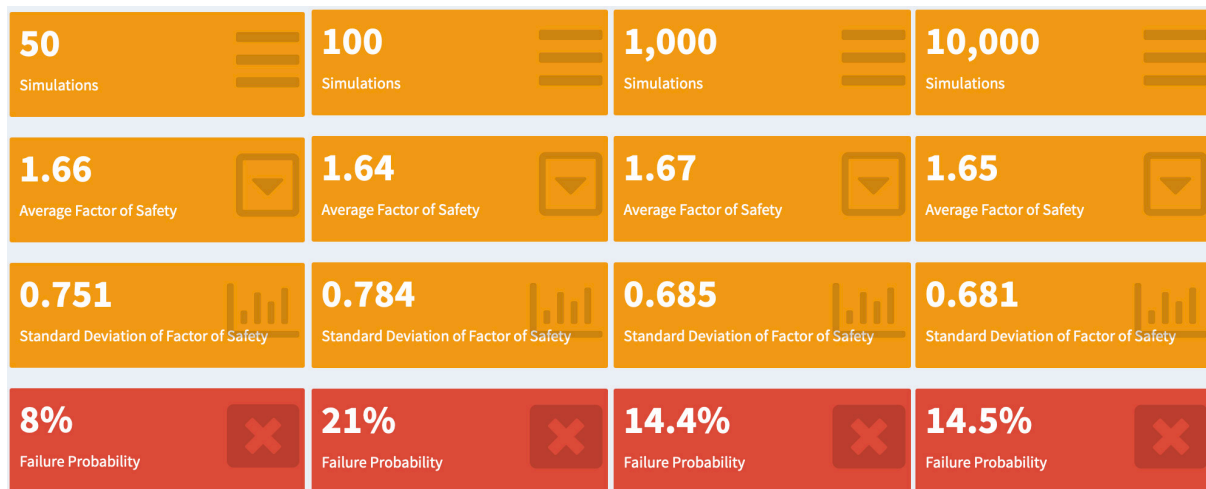 50
Simulations
100
Simulations
1,000
Simulations
10,000
Simulations
1.66
Average Factor of Safety
1.64
Average Factor of Safety
1.67
Average Factor of Safety
1.65
Average Factor of Safety
0.751
Standard Deviation of Factor of Safety
0.784
Standard Deviation of Factor of Safety
0.685
Standard Deviation of Factor of Safety
0.681
Standard Deviation of Factor of Safety
8%
Failure Probability
21%
Failure Probability
14.4%
Failure Probability
14.5%
Failure Probability